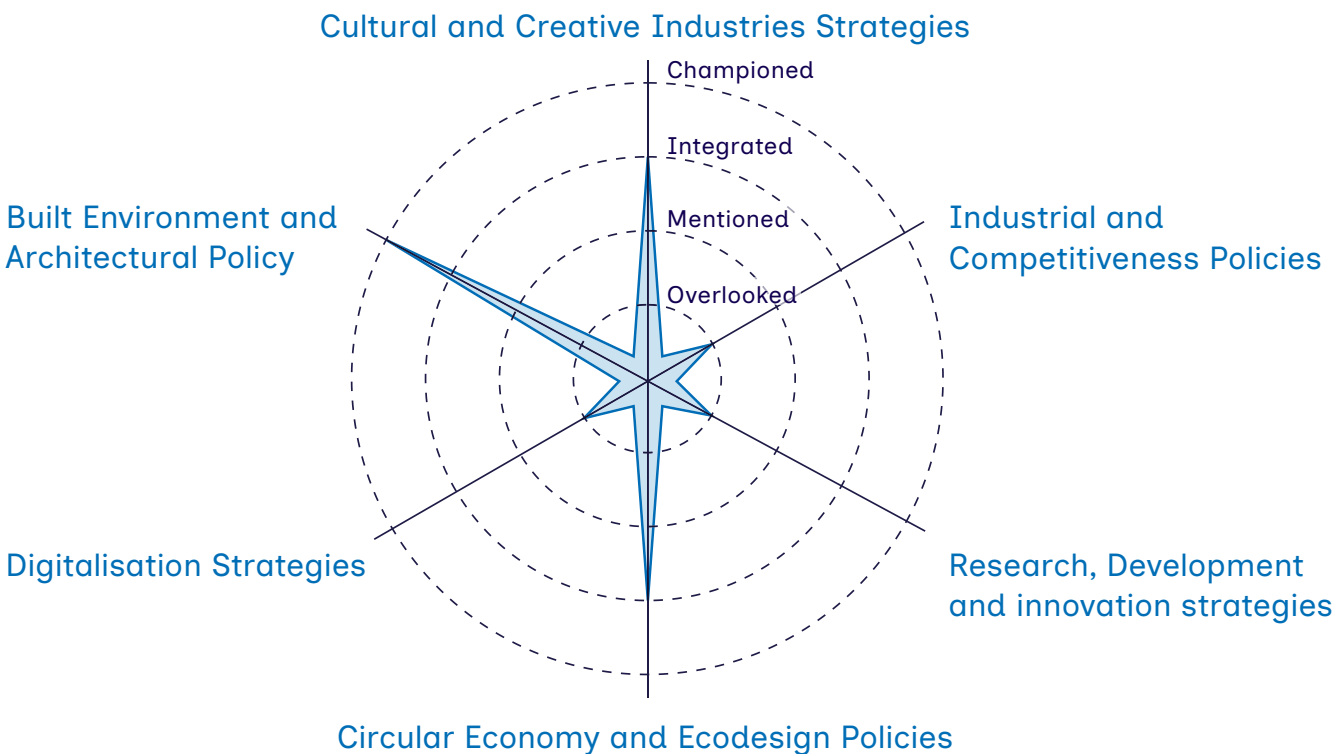 Cultural and Creative Industries Strategies
Championed
Integrated
Mentioned
Overlooked
Built Environment and
Architectural Policy
Industrial and
Competitiveness Policies
Digitalisation Strategies
Research, Development
and innovation strategies
Circular Economy and Ecodesign Policies